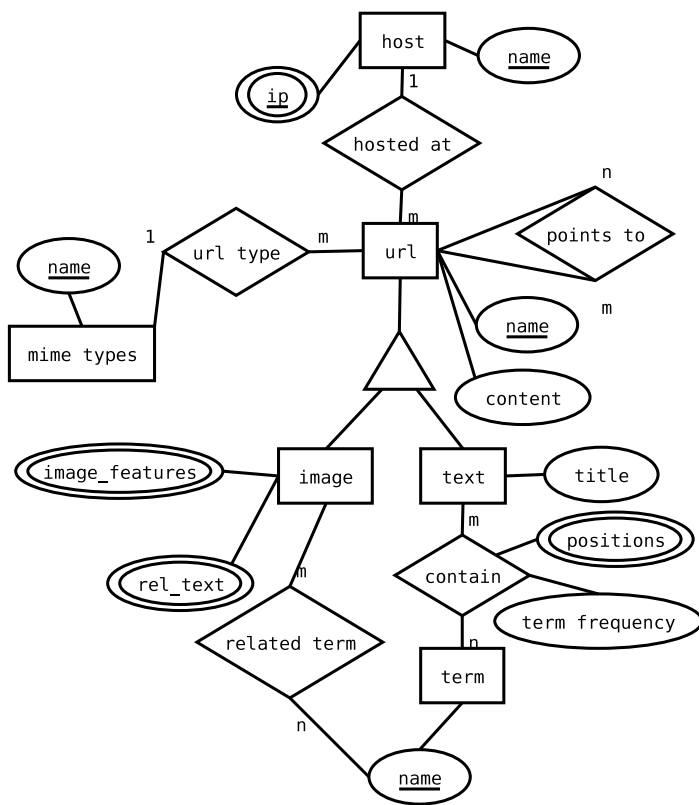 host
name
ip
1
hosted at
m
n
points to
m
url
m
url type
1
name
mime types
name
content
image_features
image
text
title
rel_text
m
positions
contain
term frequency
m
related term
n
term
n
name